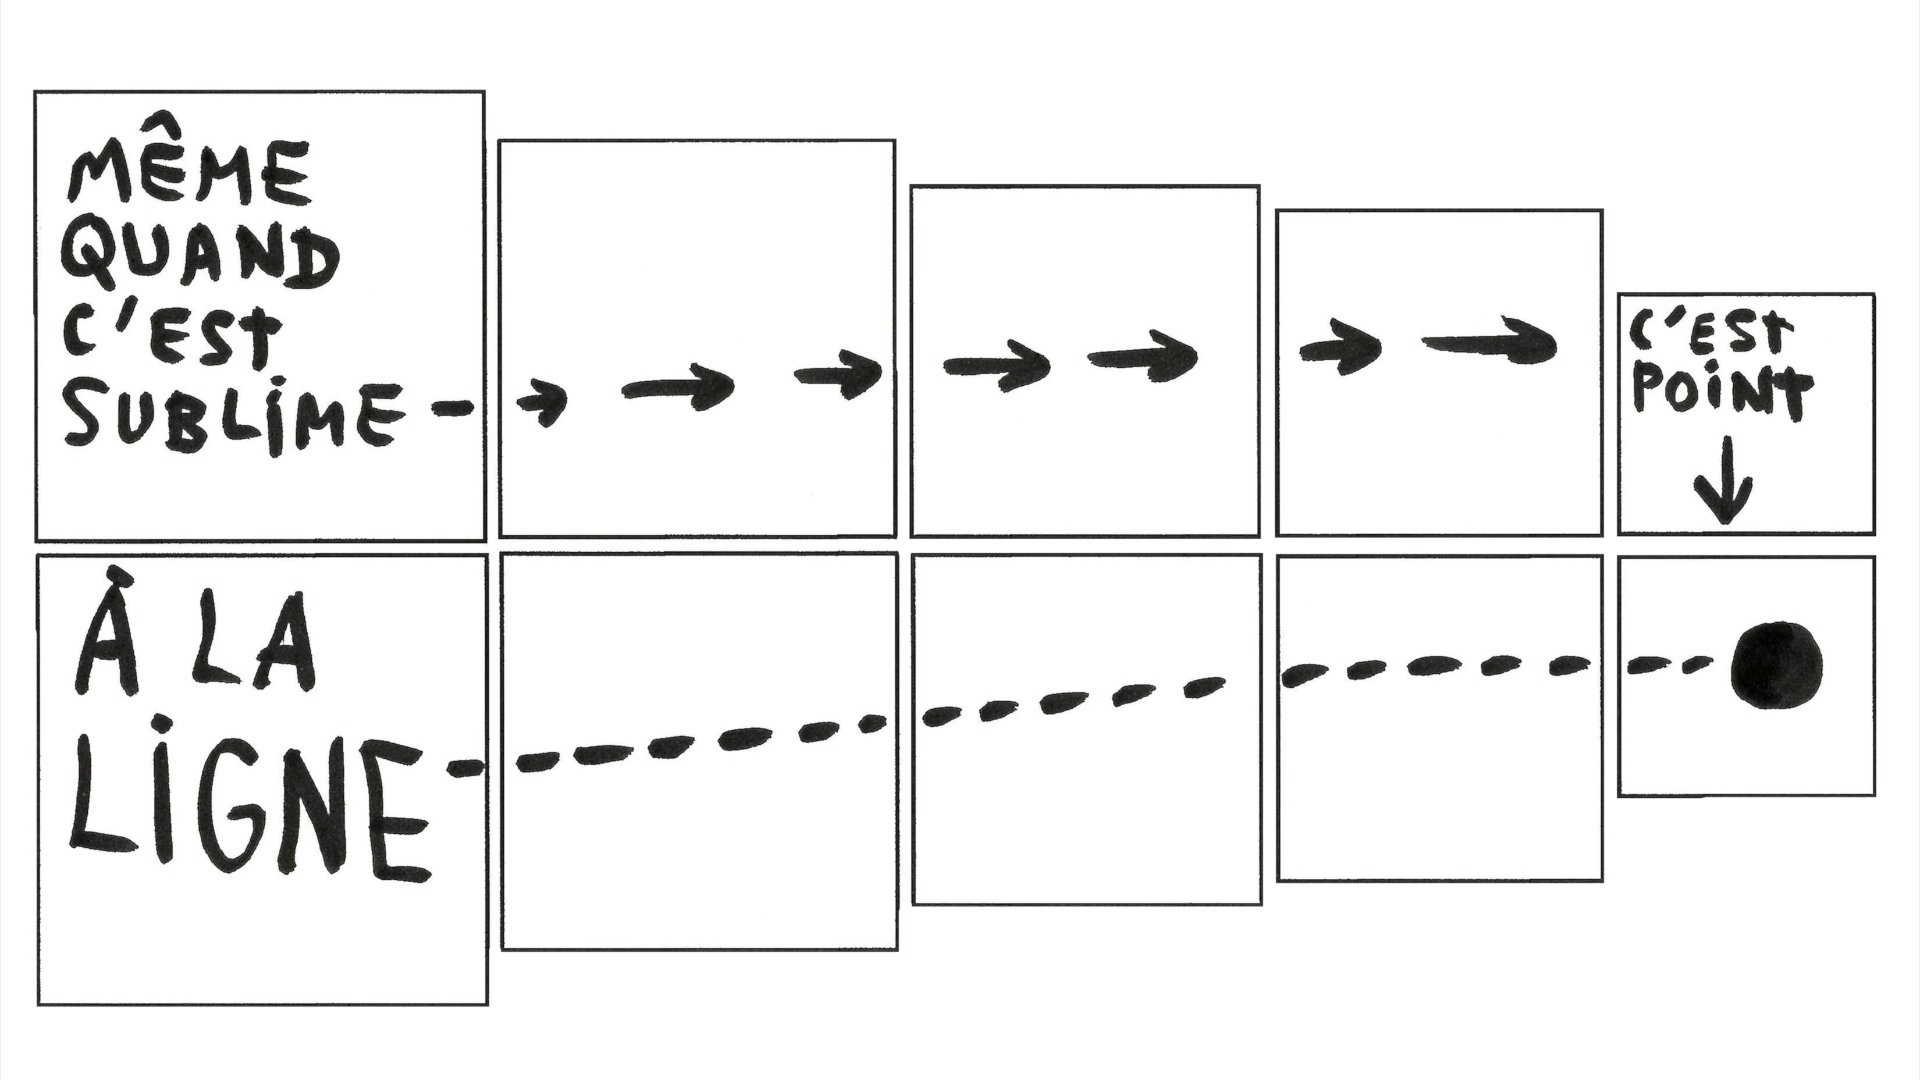 MÊME
QUAND
C'EST
SUBLIME -
C'EST
POINT
À LA
LIGNE